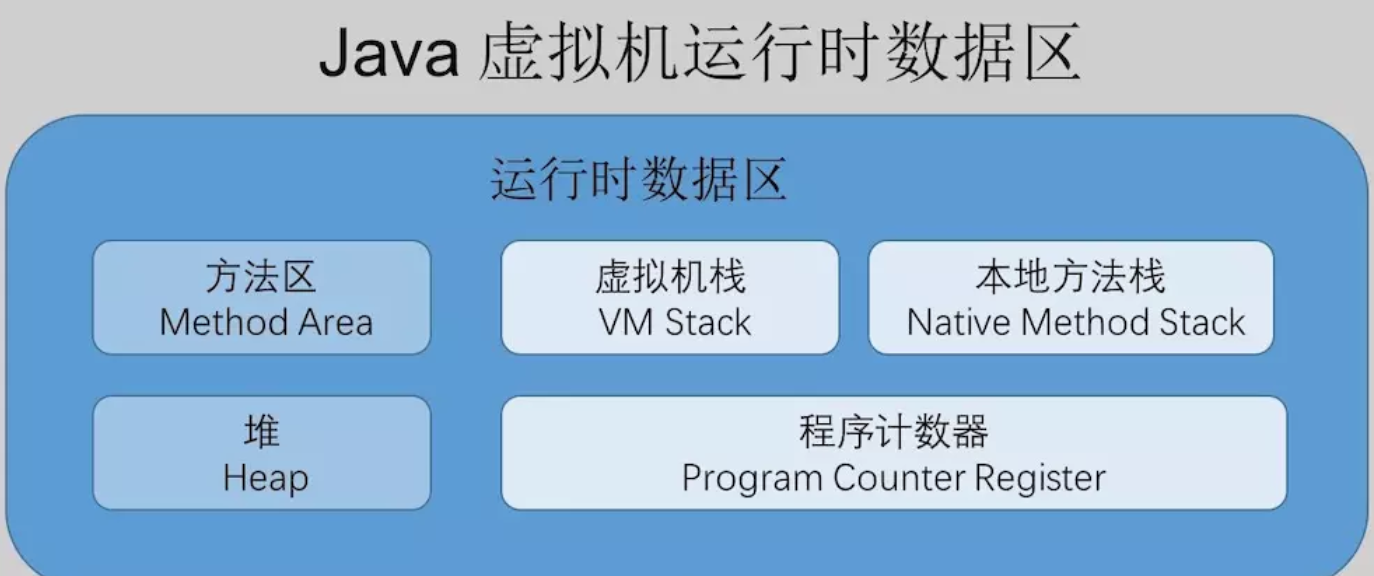 Java 虚拟机运行时数据区
运行时数据区
方法区
Method Area
虚拟机栈
VM Stack
本地方法栈
Native Method Stack
堆
Heap
程序计数器
Program Counter Register